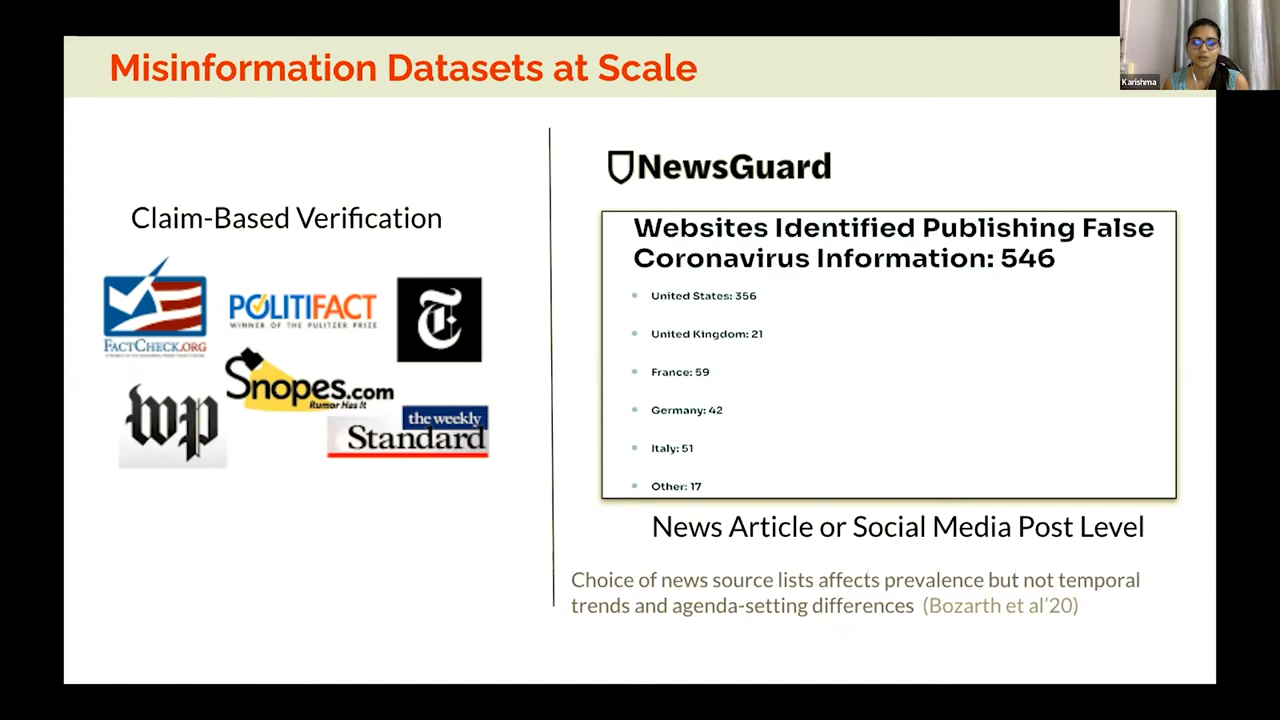 Misinformation Datasets at Scale
Karishma
Claim-Based Verification
FACTCHECK.ORG
POLITIFACT
WINNER OF THE PULITZER PRIZE
T
Snopes.com
Rumor Has It
wp
the weekly
Standard
NewsGuard
Websites Identified Publishing False
Coronavirus Information: 546
United States: 356
United Kingdom: 21
France: 59
Germany: 42
Italy: 51
Other: 17
News Article or Social Media Post Level
Choice of news source lists affects prevalence but not temporal
trends and agenda-setting differences (Bozarth et al'20)